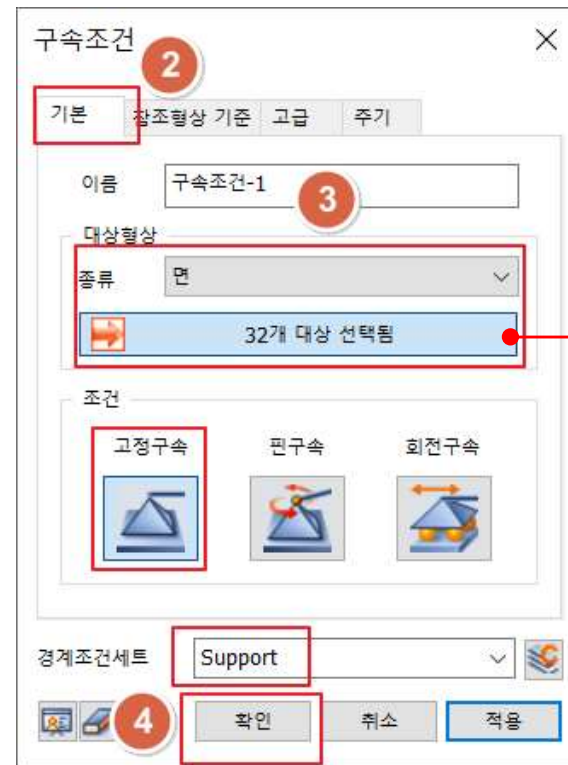 구속조건
2
기본 참조형상 기준 고급 주기
이름 구속조건-1
3
대상형상
종류 면
32개 대상 선택됨
조건
고정구속 핀구속 회전구속
경계조건세트 Support
4 확인 취소 적용